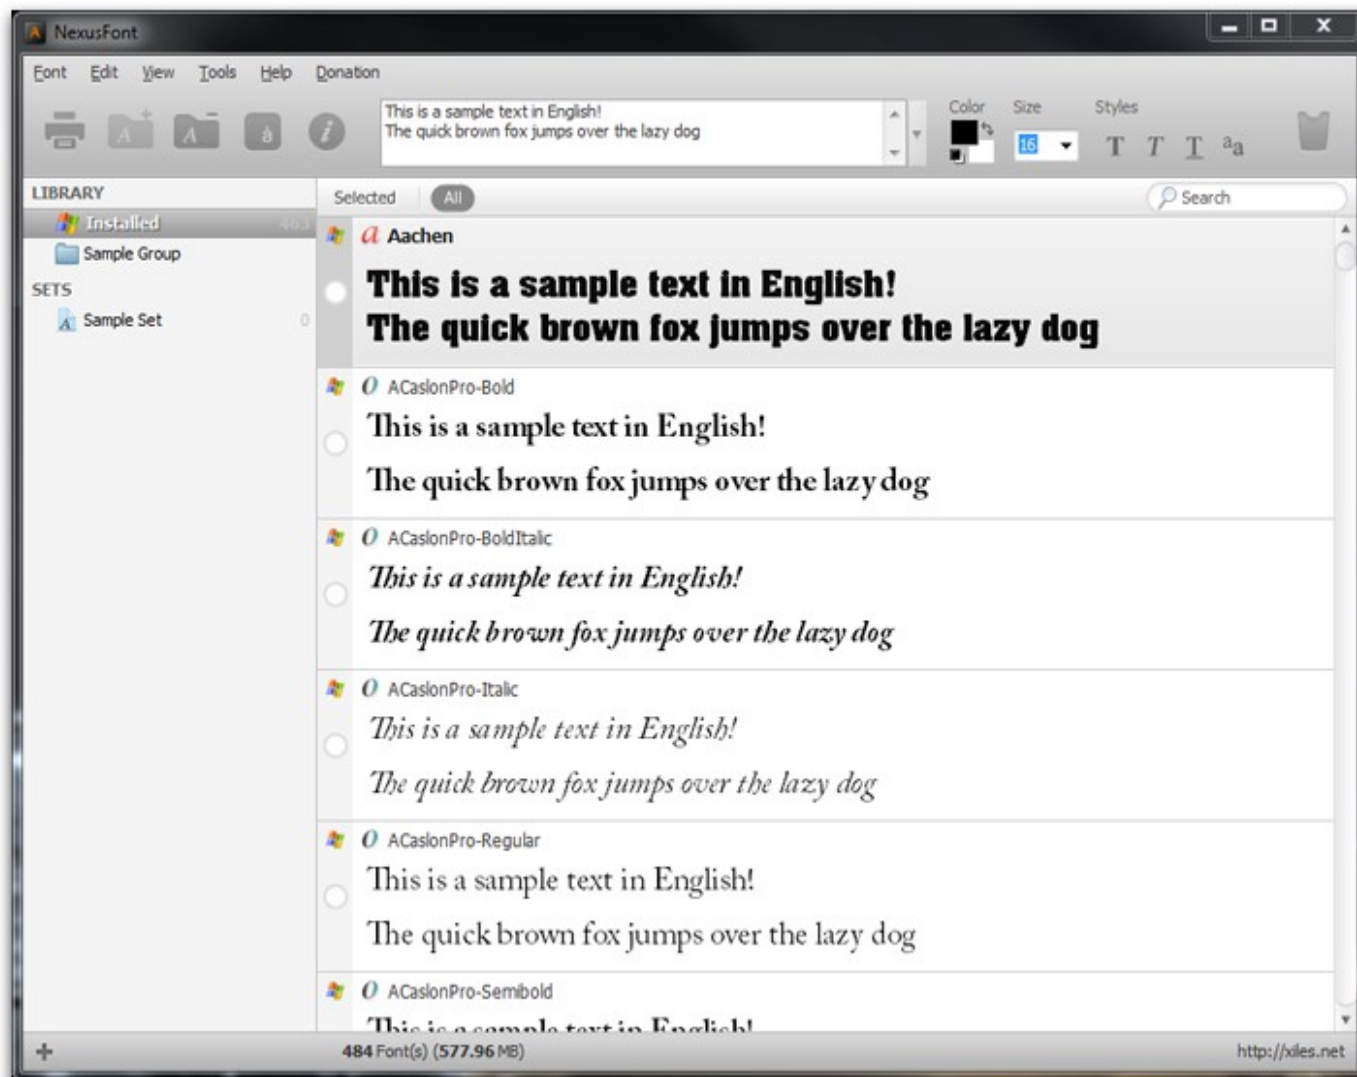 NexusFont
Font Edit View Tools Help Donation
This is a sample text in English!
The quick brown fox jumps over the lazy dog
Color Size Styles
16 T T T aa
LIBRARY
Installed
Sample Group
SETS
Sample Set 0
Selected All Search
Aachen
This is a sample text in English!
The quick brown fox jumps over the lazy dog
ACaslonPro-Bold
This is a sample text in English!
The quick brown fox jumps over the lazy dog
ACaslonPro-BoldItalic
This is a sample text in English!
The quick brown fox jumps over the lazy dog
ACaslonPro-Italic
This is a sample text in English!
The quick brown fox jumps over the lazy dog
ACaslonPro-Regular
This is a sample text in English!
The quick brown fox jumps over the lazy dog
ACaslonPro-Semibold
This is a sample text in English!
484 Font(s) (577.96 MB) http://xiles.net